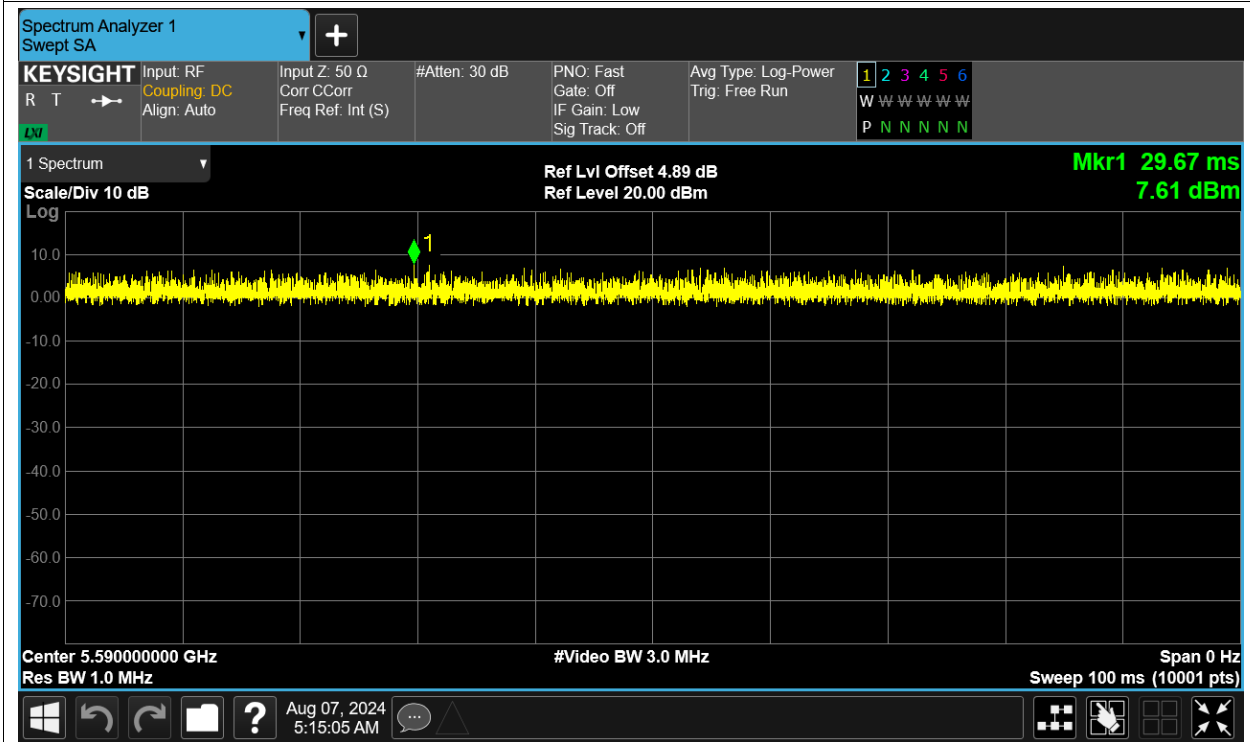 Spectrum Analyzer 1
Swept SA
KEYSIGHT
R T
LXI
Input: RF
Coupling: DC
Align: Auto
Input Z: 50 Ω
Corr CCorr
Freq Ref: Int (S)
#Atten: 30 dB
PNO: Fast
Gate: Off
IF Gain: Low
Sig Track: Off
Avg Type: Log-Power
Trig: Free Run
1 2 3 4 5 6
W W W W W W
P N N N N N
1 Spectrum
Scale/Div 10 dB
Log
Ref Lvl Offset 4.89 dB
Ref Level 20.00 dBm
Mkr1 29.67 ms
7.61 dBm
1
10.0
0.00
-10.0
-20.0
-30.0
-40.0
-50.0
-60.0
-70.0
Center 5.590000000 GHz
Res BW 1.0 MHz
#Video BW 3.0 MHz
Span 0 Hz
Sweep 100 ms (10001 pts)
?
Aug 07, 2024
5:15:05 AM